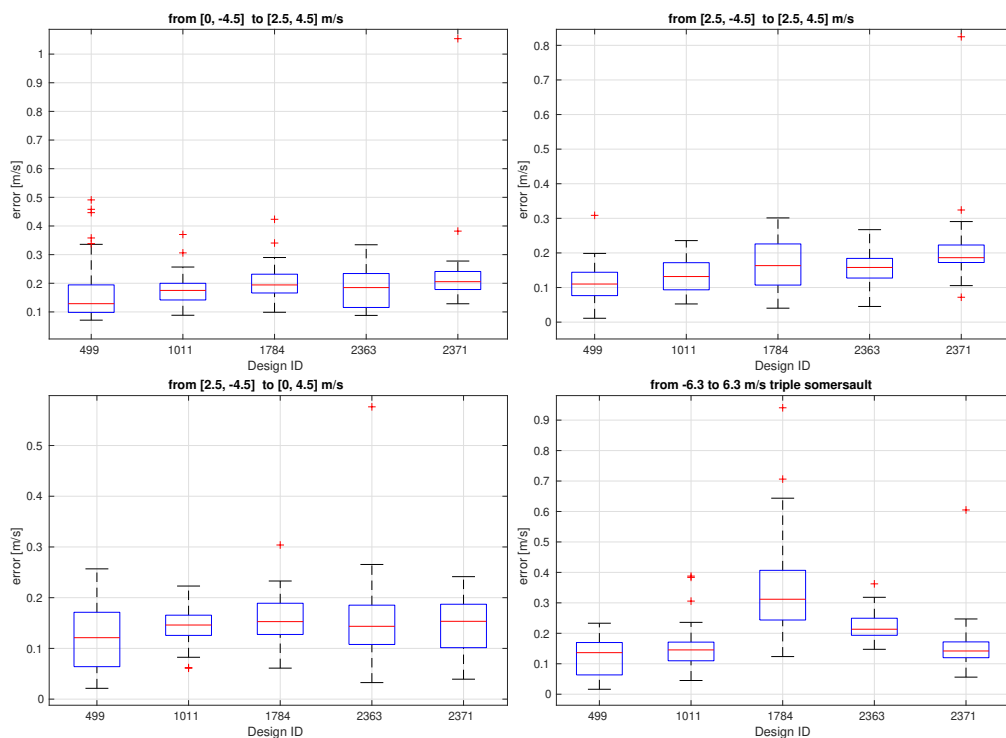 from [0, -4.5]  to [2.5, 4.5] m/s
1
0.9
0.8
0.7
0.6
0.5
0.4
0.3
0.2
0.1
error [m/s]
499 1011 1784 2363 2371
Design ID
from [2.5, -4.5]  to [2.5, 4.5] m/s
0.8
0.7
0.6
0.5
0.4
0.3
0.2
0.1
0
error [m/s]
499 1011 1784 2363 2371
Design ID
from [2.5, -4.5]  to [0, 4.5] m/s
0.5
0.4
0.3
0.2
0.1
0
error [m/s]
499 1011 1784 2363 2371
Design ID
from -6.3 to 6.3 m/s triple somersault
0.9
0.8
0.7
0.6
0.5
0.4
0.3
0.2
0.1
0
error [m/s]
499 1011 1784 2363 2371
Design ID